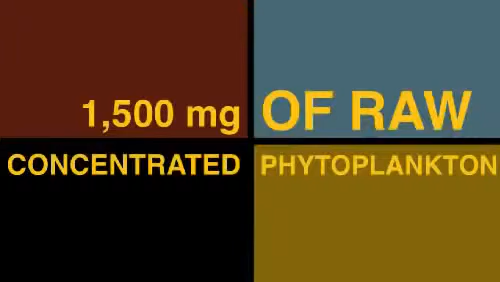 1,500 mg OF RAW
CONCENTRATED PHYTOPLANKTON